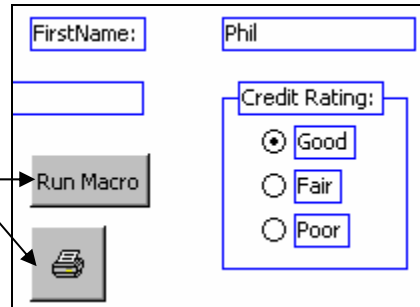 FirstName: Phil
Credit Rating:
Good
Run Macro
Fair
Poor